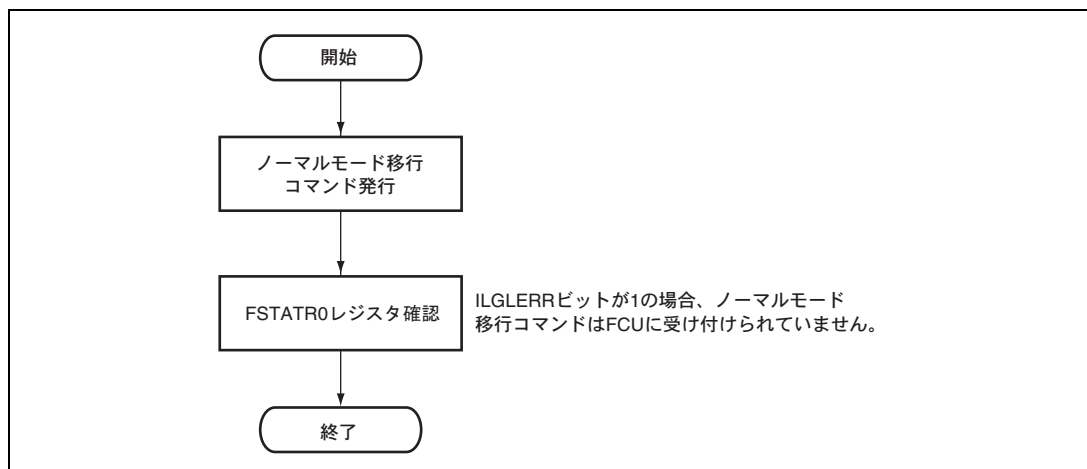 開始
ノーマルモード移行
コマンド発行
FSTATR0レジスタ確認
ILGLERRビットが1の場合、ノーマルモード
移行コマンドはFCUに受け付けられていません。
終了